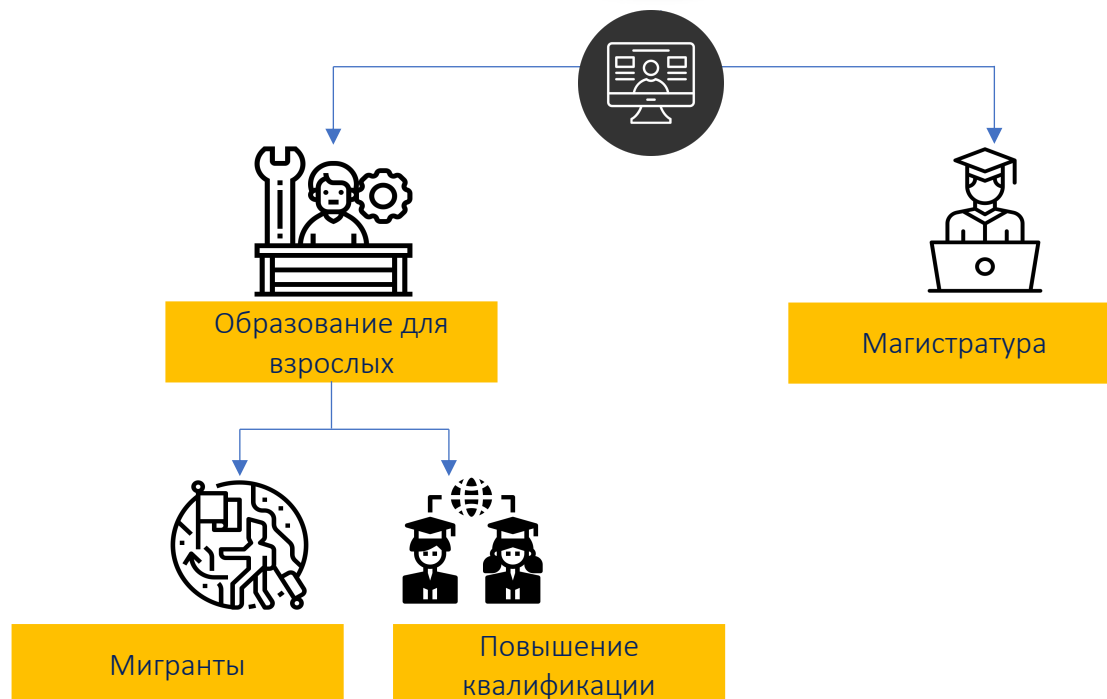 Образование для
взрослых
Магистратура
Мигранты
Повышение
квалификации